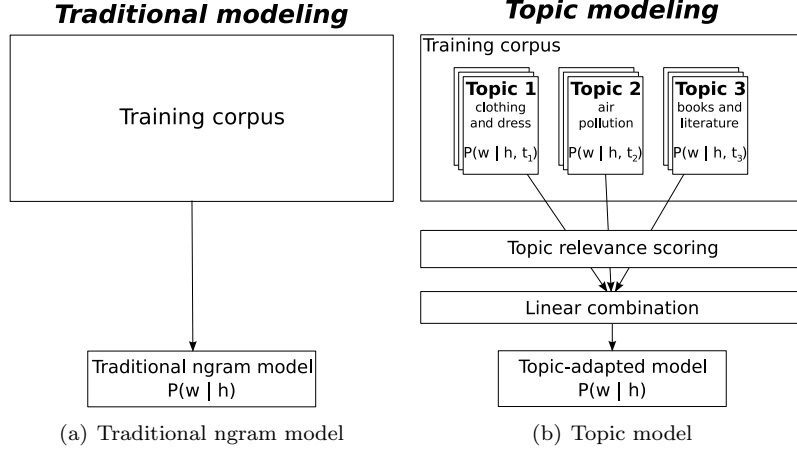 Traditional modeling
Training corpus
Traditional ngram model
P(w | h)
(a) Traditional ngram model
Topic modeling
Training corpus
Topic 1
clothing
and dress
P(w | h, t₁)
Topic 2
air
pollution
P(w | h, t₂)
Topic 3
books and
literature
P(w | h, t₃)
Topic relevance scoring
Linear combination
Topic-adapted model
P(w | h)
(b) Topic model